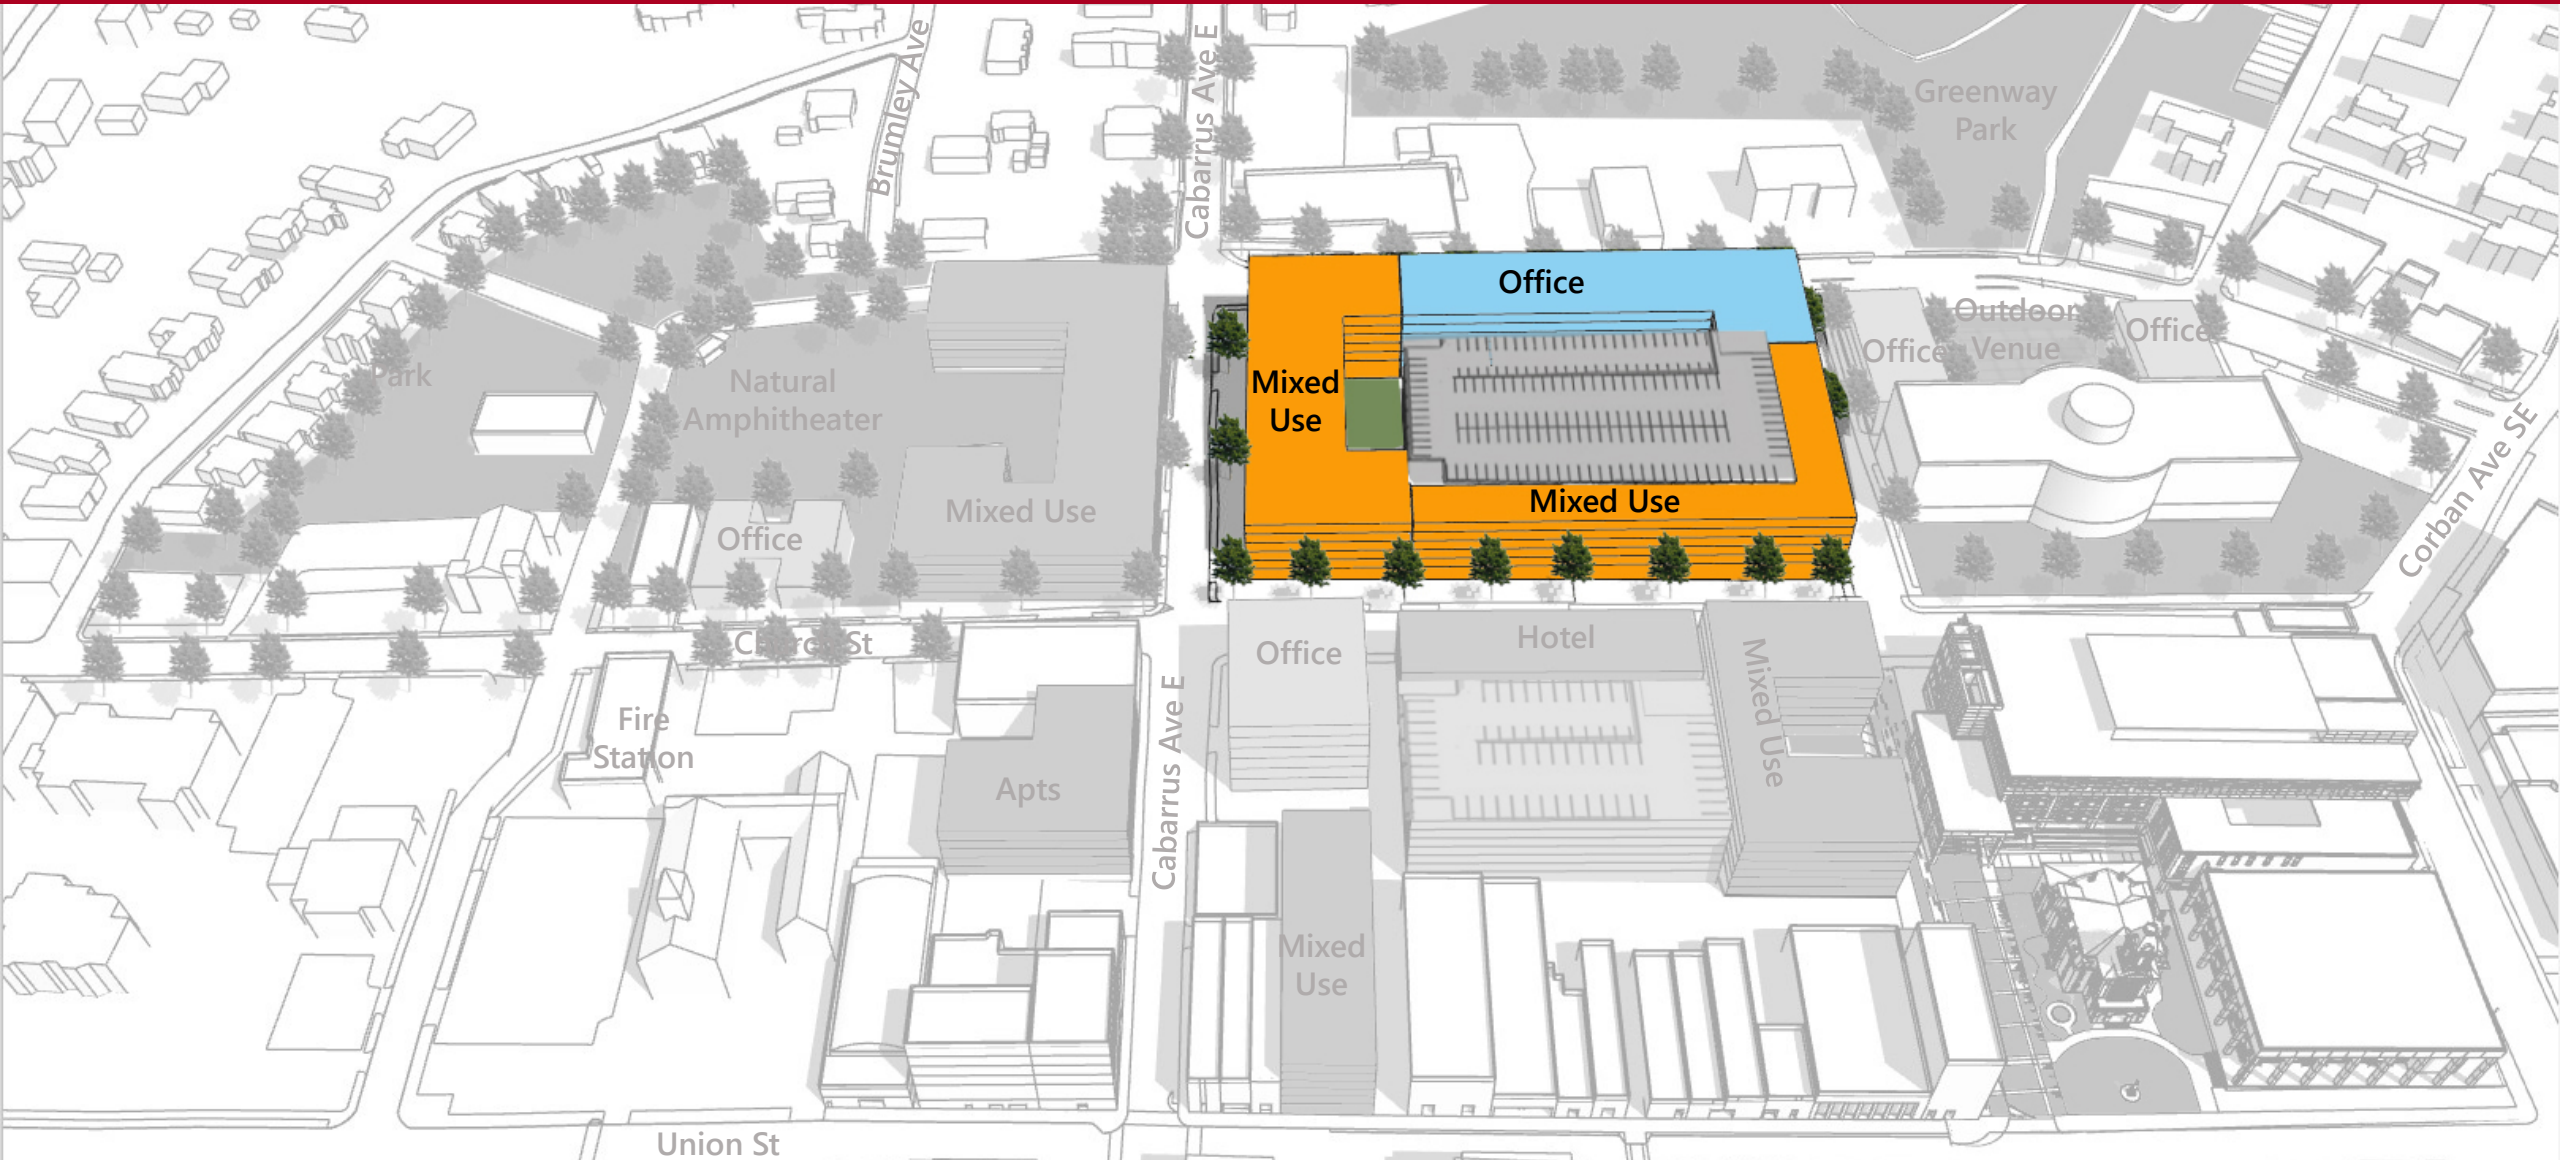 Brumley Ave
Cabarrus Ave E
Greenway
Park
Office
Mixed
Use
Mixed Use
Outdoor
Venue
Office
Office
Park
Natural
Amphitheater
Mixed Use
Office
Corban Ave SE
Church St
Office
Hotel
Mixed Use
Fire
Station
Apts
Cabarrus Ave E
Mixed
Use
Union St